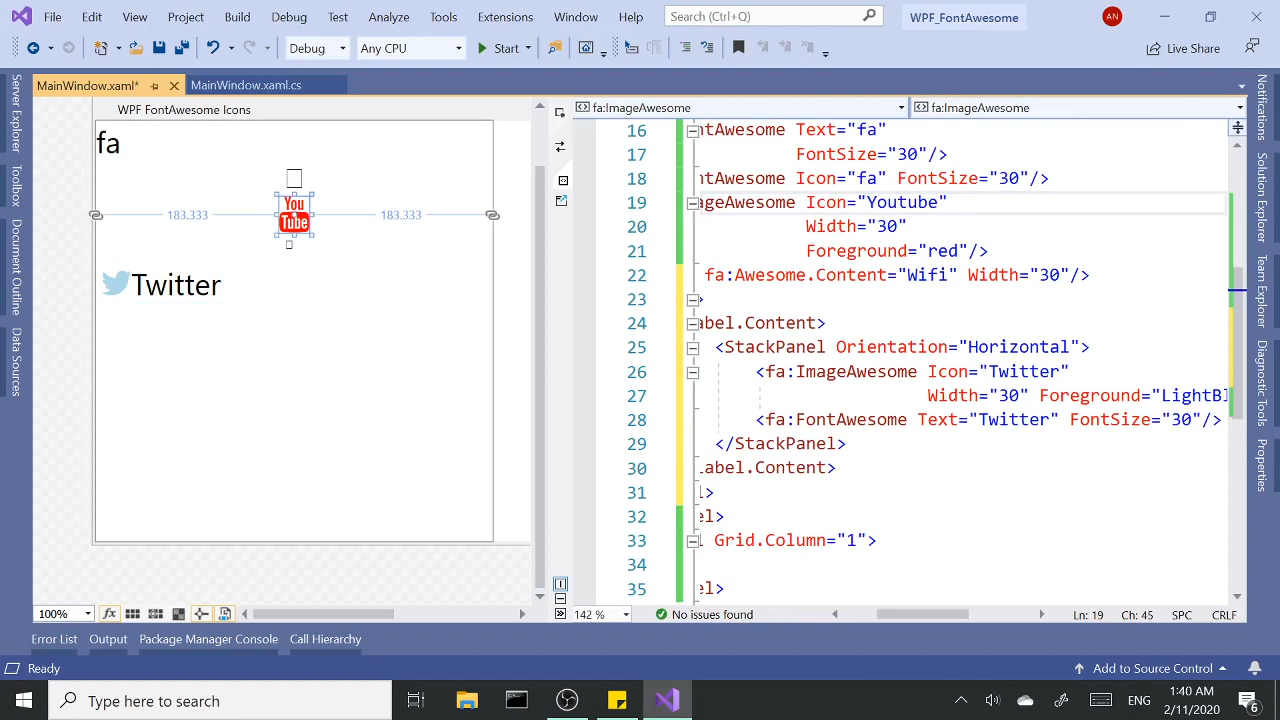 File
Edit
View
Project
Build
Debug
Design
Format
Test
Analyze
Tools
Extensions
Window
Help
Search (Ctrl+Q)
WPF_FontAwesome
AN
Debug
Any CPU
Start
Live Share
MainWindow.xaml*
MainWindow.xaml.cs
WPF FontAwesome Icons
fa:ImageAwesome
fa:ImageAwesome
Server Explorer
Toolbox
Document Outline
Data Sources
fa
You
Tube
183.333
183.333
Twitter
16 ntAwesome Text="fa"
17 FontSize="30"/>
18 ntAwesome Icon="fa" FontSize="30"/>
19 ageAwesome Icon="Youtube"
20 Width="30"
21 Foreground="red"/>
22 fa:Awesome.Content="Wifi" Width="30"/>
23 >
24 abel.Content>
25 <StackPanel Orientation="Horizontal">
26 <fa:ImageAwesome Icon="Twitter"
27 Width="30" Foreground="LightBl
28 <fa:FontAwesome Text="Twitter" FontSize="30"/>
29 </StackPanel>
30 Label.Content>
31 l>
32 el>
33 l Grid.Column="1">
34
35 el>
Notifications
Solution Explorer
Team Explorer
Diagnostic Tools
Properties
100%
fx
142 %
No issues found
Ln: 19
Ch: 45
SPC
CRLF
Error List
Output
Package Manager Console
Call Hierarchy
Ready
Add to Source Control
Type here to search
ENG
1:40 AM
2/11/2020
6